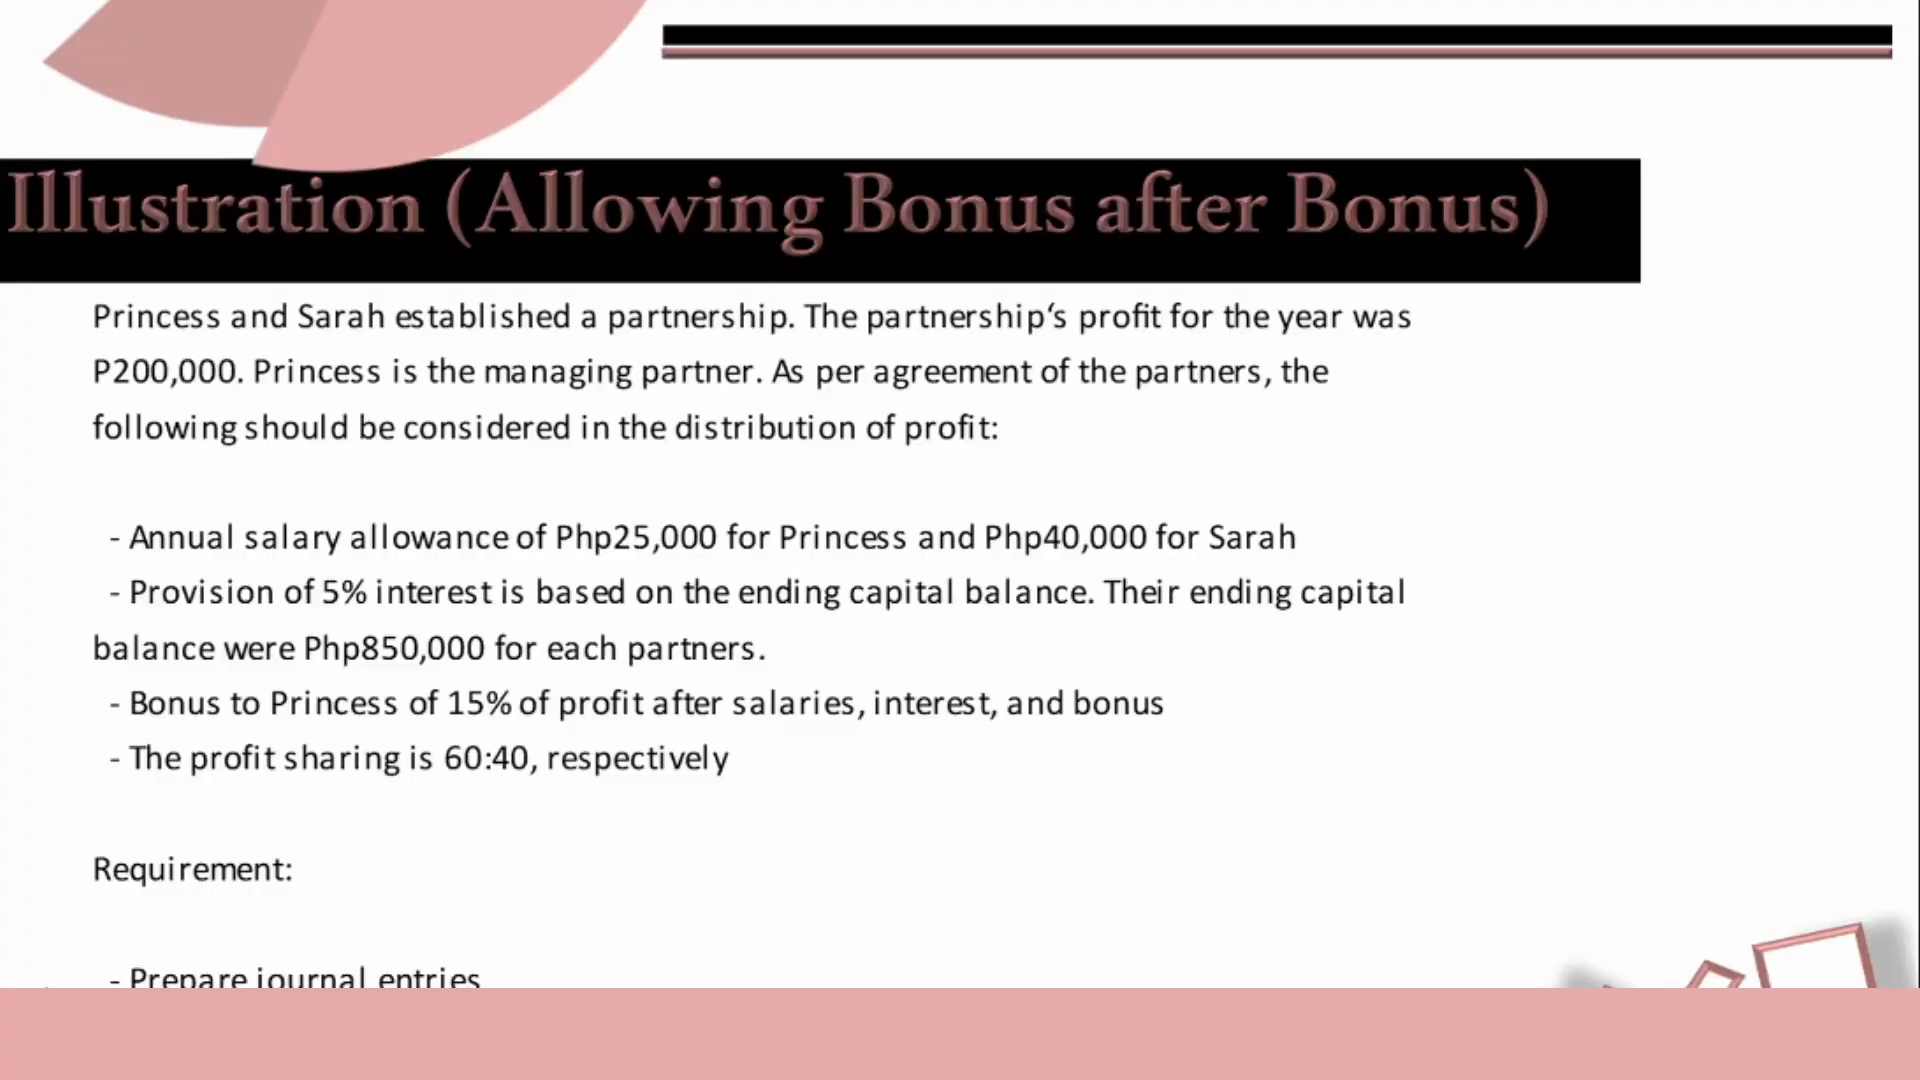 Illustration (Allowing Bonus after Bonus)
Princess and Sarah established a partnership. The partnership‘s profit for the year was
P200,000. Princess is the managing partner. As per agreement of the partners, the
following should be considered in the distribution of profit:
- Annual salary allowance of Php25,000 for Princess and Php40,000 for Sarah
- Provision of 5% interest is based on the ending capital balance. Their ending capital
balance were Php850,000 for each partners.
- Bonus to Princess of 15% of profit after salaries, interest, and bonus
- The profit sharing is 60:40, respectively
Requirement:
- Prepare journal entries